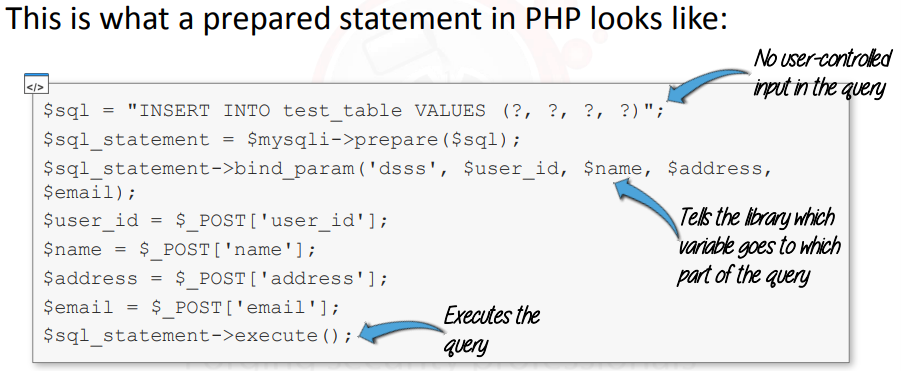 This is what a prepared statement in PHP looks like:
No user-controlled
input in the query
</>
$sql = "INSERT INTO test_table VALUES (?, ?, ?, ?)";
$sql_statement = $mysqli->prepare($sql);
$sql_statement->bind_param('dsss', $user_id, $name, $address,
$email);
$user_id = $_POST['user_id'];
$name = $_POST['name'];
$address = $_POST['address'];
$email = $_POST['email'];
$sql_statement->execute();
Tells the library which
variable goes to which
part of the query
Executes the
query
Forging security professionals